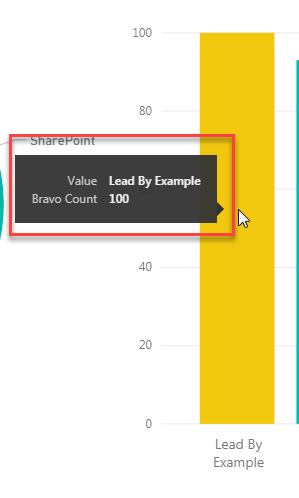 100
80
SharePoint
Value Lead By Example
Bravo Count 100
40
20
0
Lead By
Example